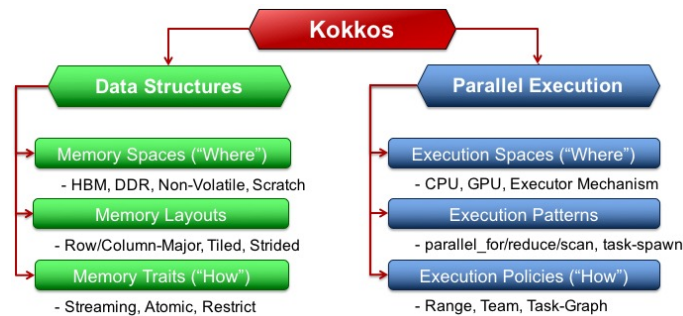 Kokkos
Data Structures
Memory Spaces (“Where”)
- HBM, DDR, Non-Volatile, Scratch
Memory Layouts
- Row/Column-Major, Tiled, Strided
Memory Traits (“How”)
- Streaming, Atomic, Restrict
Parallel Execution
Execution Spaces (“Where”)
- CPU, GPU, Executor Mechanism
Execution Patterns
- parallel_for/reduce/scan, task-spawn
Execution Policies (“How”)
- Range, Team, Task-Graph